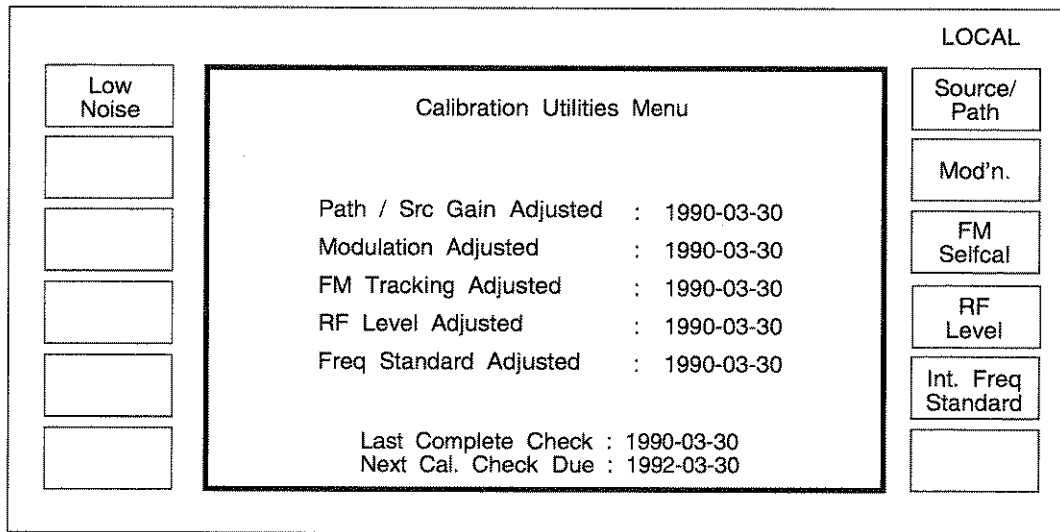 LOCAL
Low
Noise
Calibration Utilities Menu
Path / Src Gain Adjusted : 1990-03-30
Modulation Adjusted : 1990-03-30
FM Tracking Adjusted : 1990-03-30
RF Level Adjusted : 1990-03-30
Freq Standard Adjusted : 1990-03-30
Last Complete Check : 1990-03-30
Next Cal. Check Due : 1992-03-30
Source/
Path
Mod'n.
FM
Selfcal
RF
Level
Int. Freq
Standard